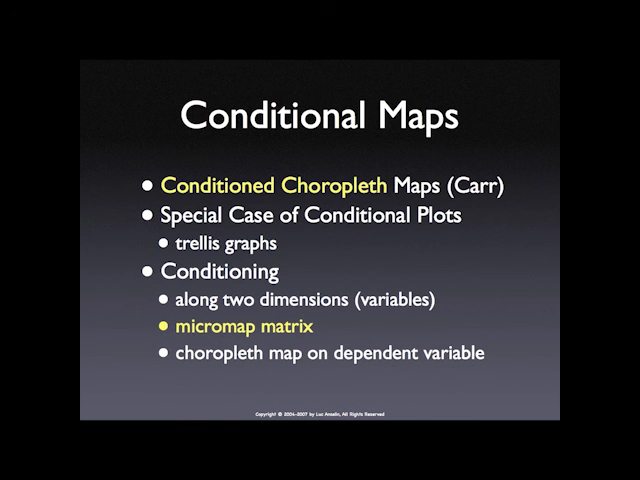 Conditional Maps
• Conditioned Choropleth Maps (Carr)
• Special Case of Conditional Plots
• trellis graphs
• Conditioning
• along two dimensions (variables)
• micromap matrix
• choropleth map on dependent variable
Copyright © 2004-2007 by Luc Anselin, All Rights Reserved